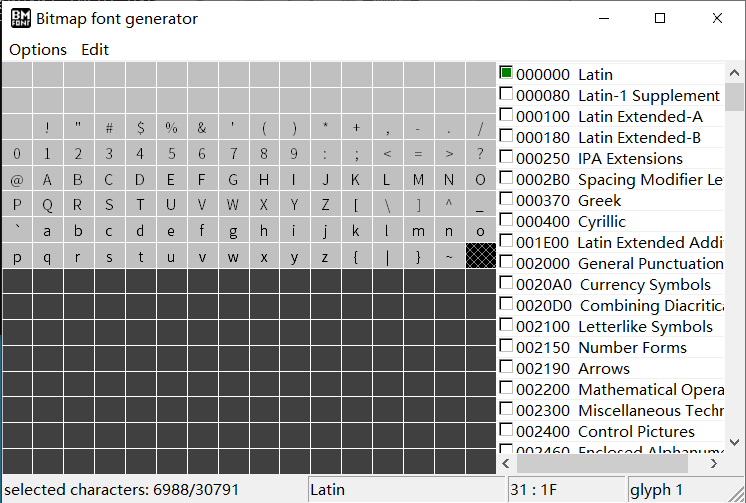 BM FONT Bitmap font generator
Options Edit
! " # $ % & ' ( ) * + , - . /
0 1 2 3 4 5 6 7 8 9 : ; < = > ?
@ A B C D E F G H I J K L M N O
P Q R S T U V W X Y Z [ \ ] ^ _
` a b c d e f g h i j k l m n o
p q r s t u v w x y z { | } ~
000000 Latin
000080 Latin-1 Supplement
000100 Latin Extended-A
000180 Latin Extended-B
000250 IPA Extensions
0002B0 Spacing Modifier Le
000370 Greek
000400 Cyrillic
001E00 Latin Extended Addi
002000 General Punctuation
0020A0 Currency Symbols
0020D0 Combining Diacritica
002100 Letterlike Symbols
002150 Number Forms
002190 Arrows
002200 Mathematical Opera
002300 Miscellaneous Techn
002400 Control Pictures
002460 Enclosed Alphanume
selected characters: 6988/30791 Latin 31 : 1F glyph 1